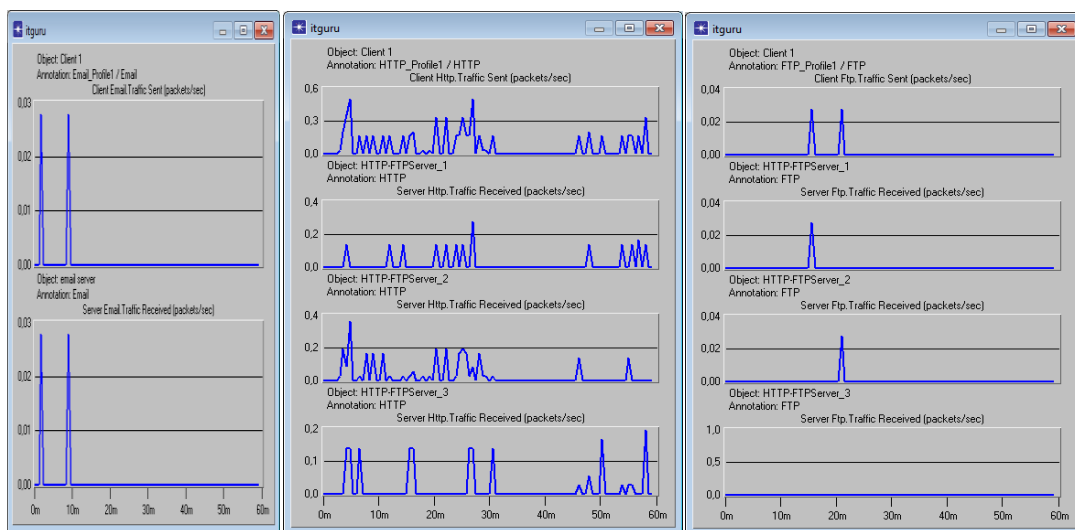 itguru
Object: Client 1
Annotation: Email_Profile1 / Email
Client Email.Traffic Sent (packets/sec)
0,03
0,02
0,01
0,00
Object: email server
Annotation: Email
Server Email.Traffic Received (packets/sec)
0,03
0,02
0,01
0,00
0m 10m 20m 30m 40m 50m 60m
itguru
Object: Client 1
Annotation: HTTP_Profile1 / HTTP
Client Http.Traffic Sent (packets/sec)
0,6
0,3
0,0
Object: HTTP-FTPServer_1
Annotation: HTTP
Server Http.Traffic Received (packets/sec)
0,4
0,2
0,0
Object: HTTP-FTPServer_2
Annotation: HTTP
Server Http.Traffic Received (packets/sec)
0,4
0,2
0,0
Object: HTTP-FTPServer_3
Annotation: HTTP
Server Http.Traffic Received (packets/sec)
0,2
0,1
0,0
0m 10m 20m 30m 40m 50m 60m
itguru
Object: Client 1
Annotation: FTP_Profile1 / FTP
Client Ftp.Traffic Sent (packets/sec)
0,04
0,02
0,00
Object: HTTP-FTPServer_1
Annotation: FTP
Server Ftp.Traffic Received (packets/sec)
0,04
0,02
0,00
Object: HTTP-FTPServer_2
Annotation: FTP
Server Ftp.Traffic Received (packets/sec)
0,04
0,02
0,00
Object: HTTP-FTPServer_3
Annotation: FTP
Server Ftp.Traffic Received (packets/sec)
1,0
0,5
0,0
0m 10m 20m 30m 40m 50m 60m